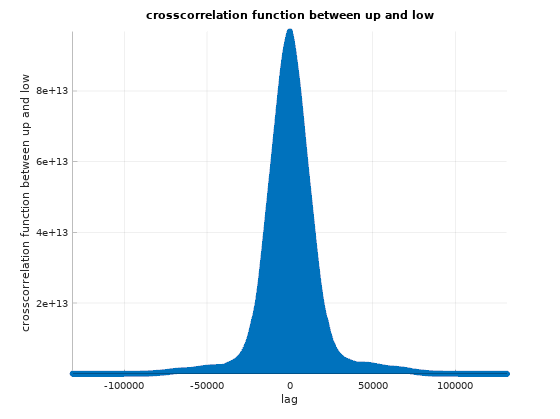 crosscorrelation function between up and low
crosscorrelation function between up and low
8e+13
6e+13
4e+13
2e+13
-100000 -50000 0 50000 100000
lag